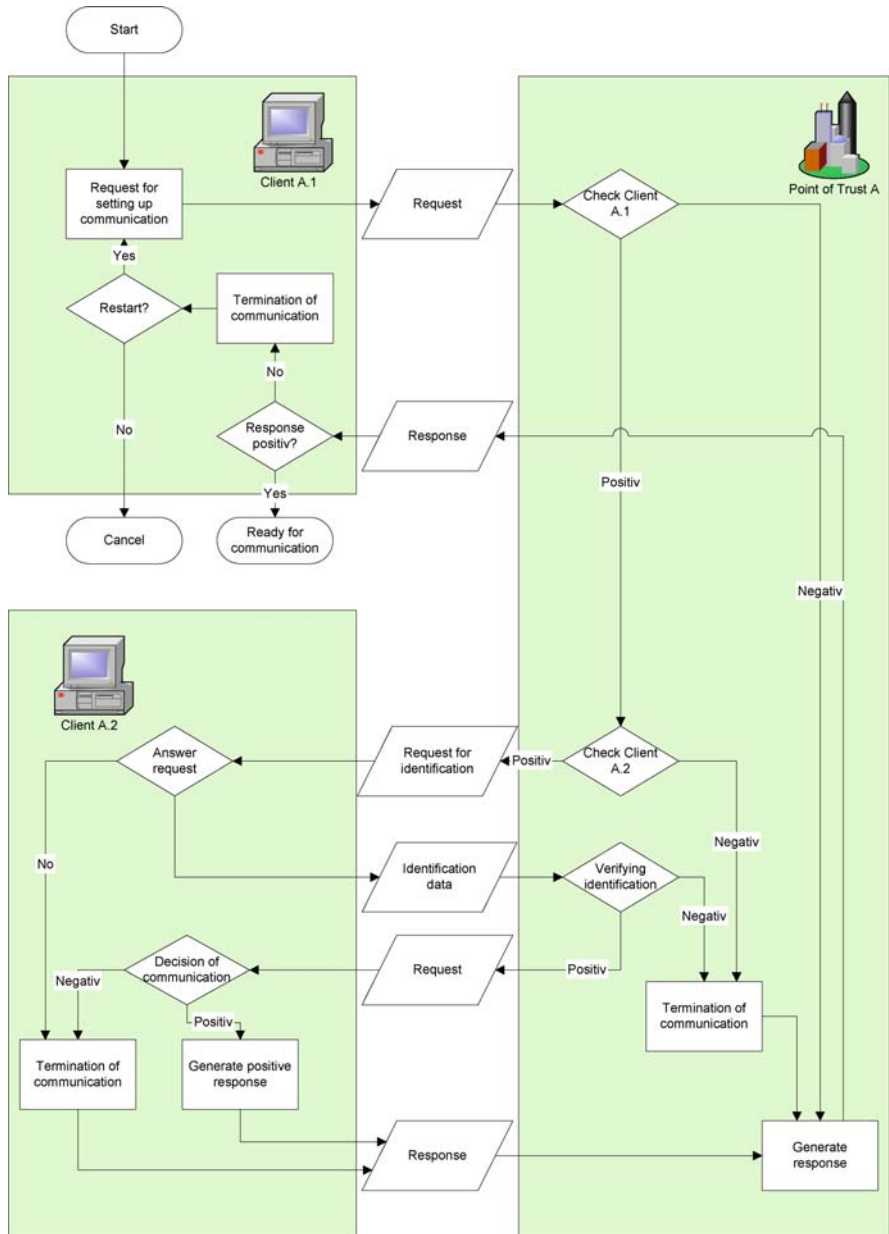 Start
Client A.1
Point of Trust A
Request for
setting up
communication
Request
Check Client
A.1
Yes
Restart?
Termination of
communication
No
No
Response
positiv?
Response
Positiv
Yes
Cancel
Ready for
communication
Negativ
Client A.2
Answer
request
Request for
identification
Positiv
Check Client
A.2
No
Negativ
Identification
data
Verifying
identification
Negativ
Decision of
communication
Request
Positiv
Negativ
Positiv
Termination of
communication
Termination of
communication
Generate positive
response
Response
Generate
response